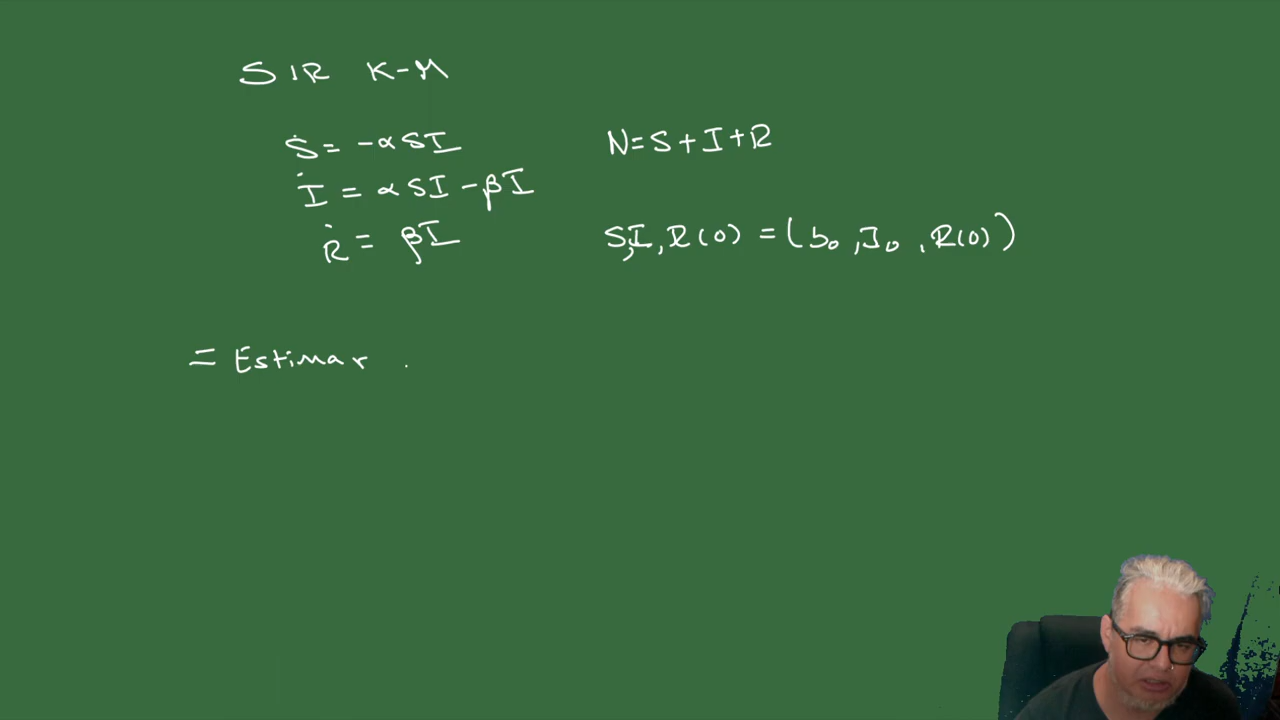 SIR K-M
Ṡ = -αSI
N=S+I+R
İ = αSI - βI
Ṙ = βI
S,I,R(0) = (S₀,I₀,R(0))
= Estimar